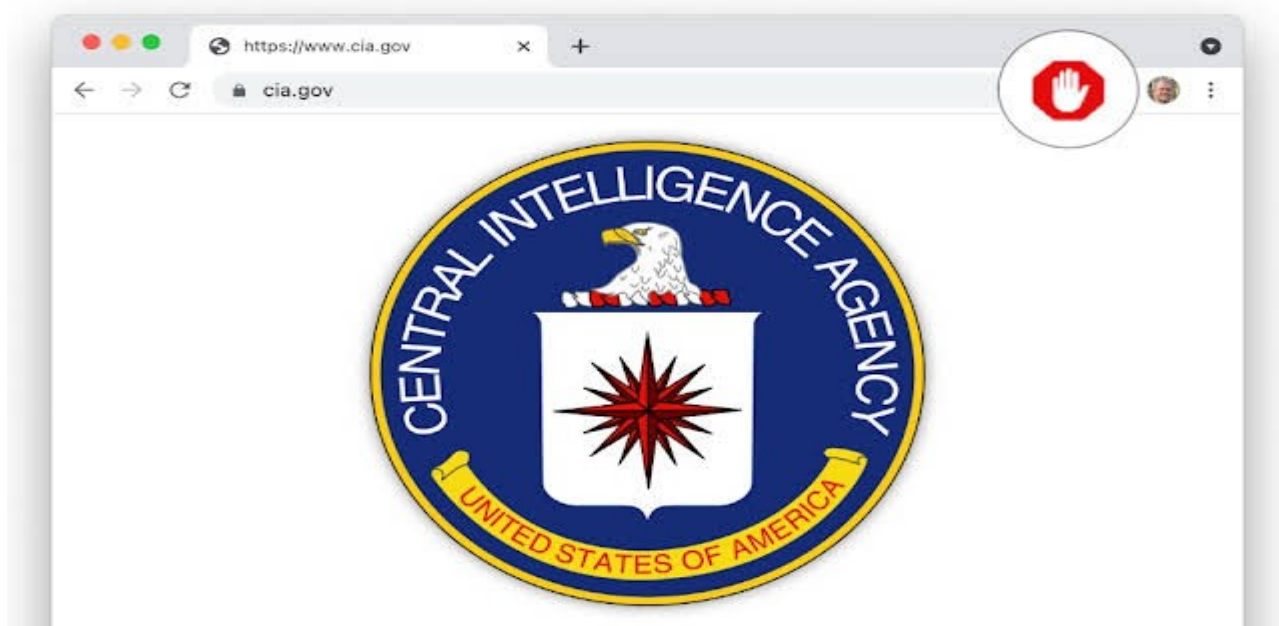 https://www.cia.gov
cia.gov
CENTRAL INTELLIGENCE AGENCY
UNITED STATES OF AMERICA